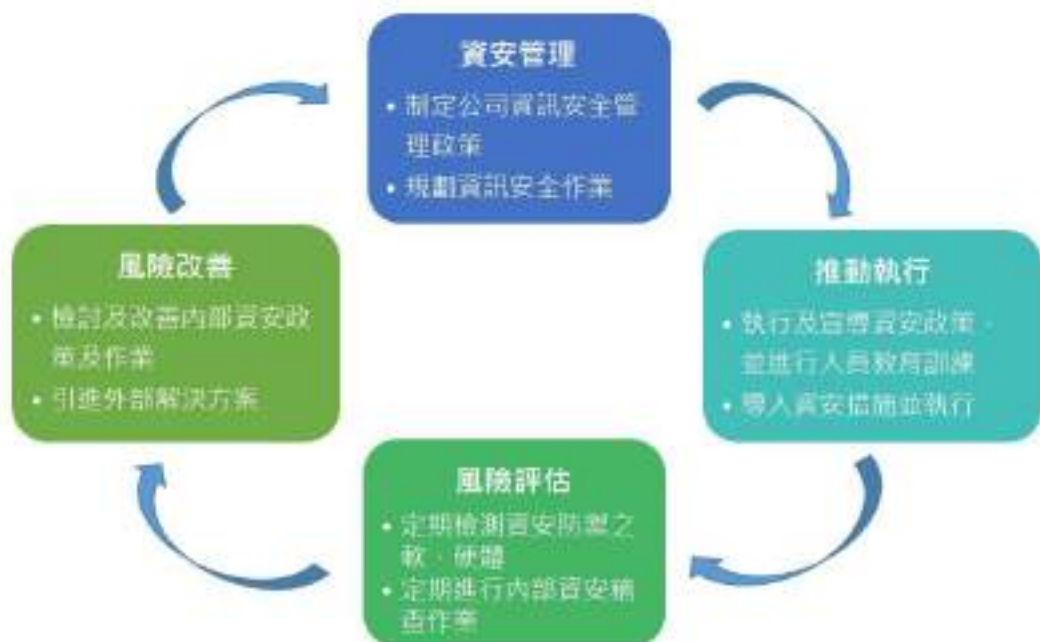 資安管理
• 制定公司資訊安全管
理政策
• 規劃資訊安全作業
推動執行
• 執行及宣導資安政策，
並進行人員教育訓練
• 導入資安措施並執行
風險評估
• 定期檢測資安防禦之
軟、硬體
• 定期進行內部資安稽
查作業
風險改善
• 檢討及改善內部資安政
策及作業
• 引進外部解決方案